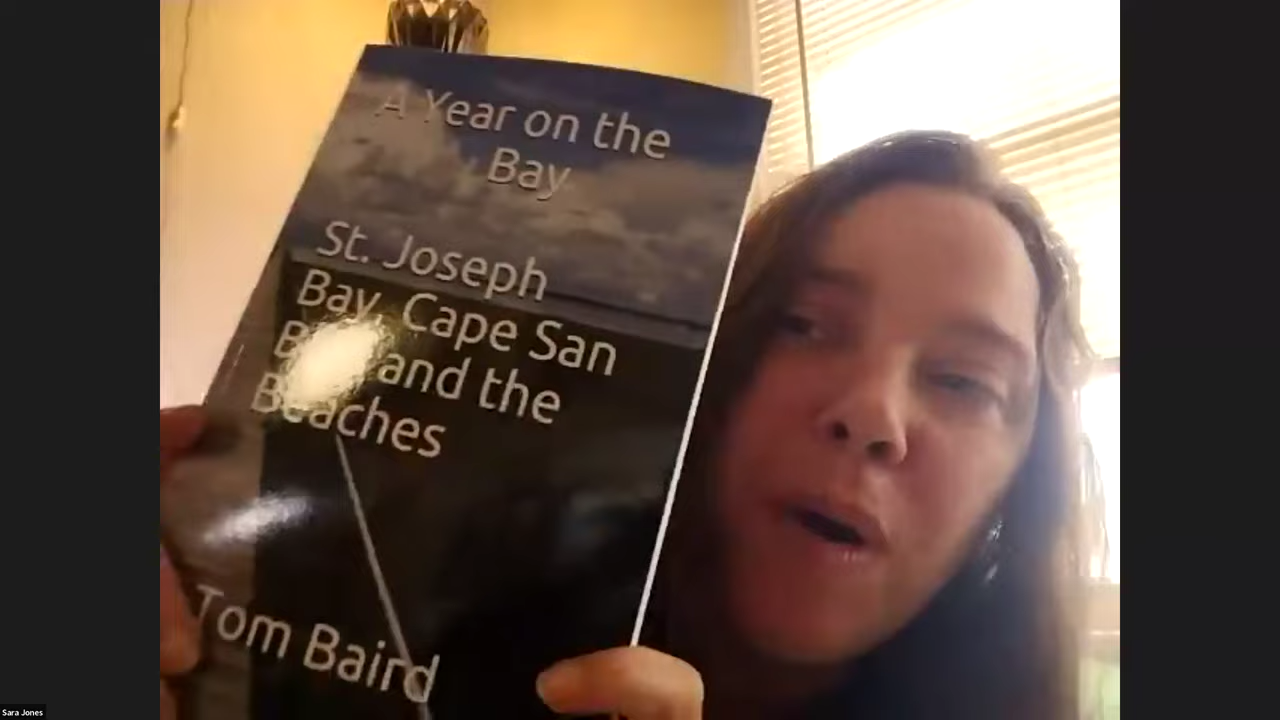 A Year on the
Bay
St. Joseph
Bay, Cape San
and the
Beaches
Tom Baird
Sara Jones